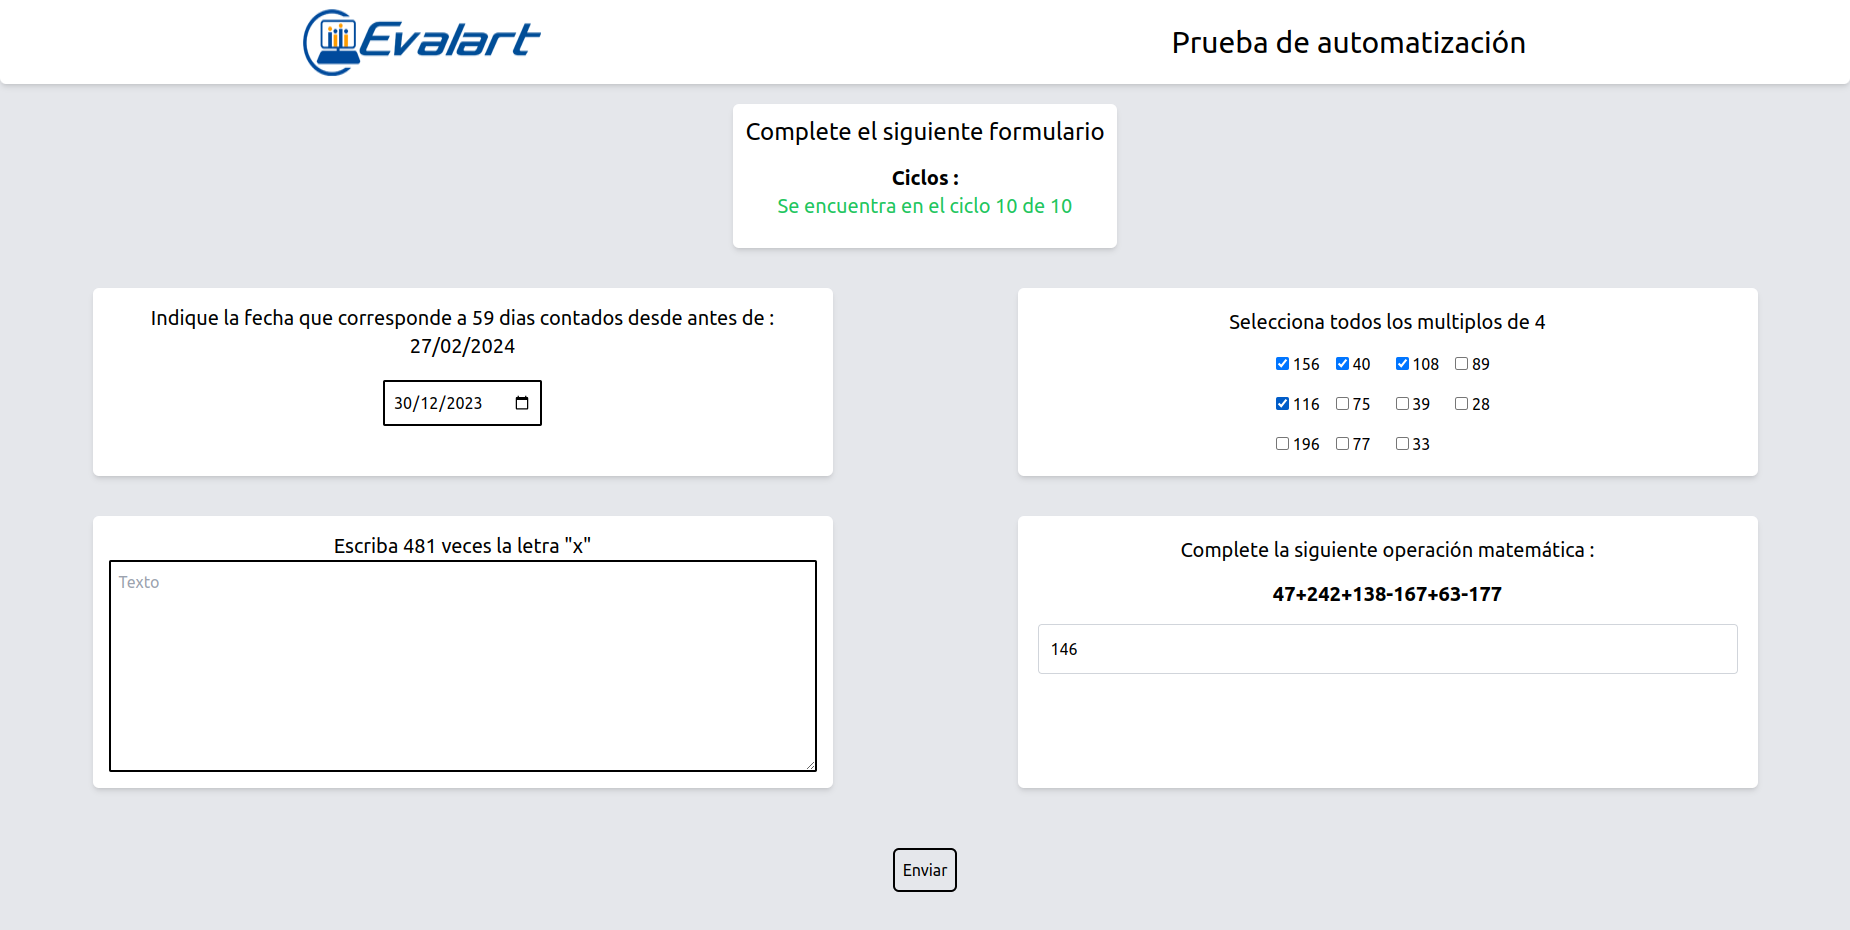 Evalart
Prueba de automatización
Complete el siguiente formulario
Ciclos :
Se encuentra en el ciclo 10 de 10
Indique la fecha que corresponde a 59 dias contados desde antes de :
27/02/2024
30/12/2023
Selecciona todos los multiplos de 4
156 40 108 89
116 75 39 28
196 77 33
Escriba 481 veces la letra "x"
Texto
Complete la siguiente operación matemática :
47+242+138-167+63-177
146
Enviar